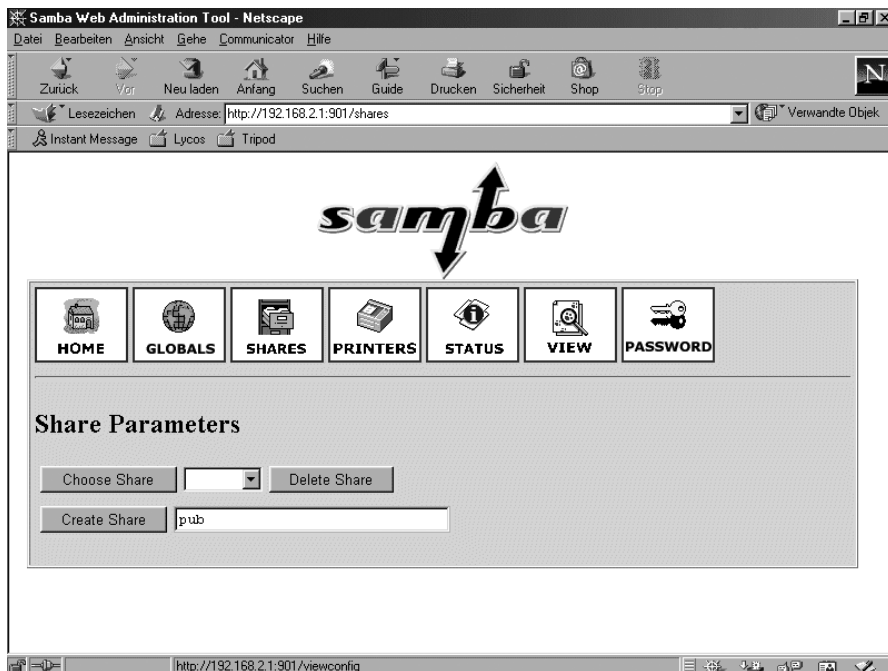 Samba Web Administration Tool - Netscape
Datei Bearbeiten Ansicht Gehe Communicator Hilfe
Zurück Vor Neu laden Anfang Suchen Guide Drucken Sicherheit Shop Stop
N
Lesezeichen Adresse: http://192.168.2.1:901/shares Verwandte Objek
Instant Message Lycos Tripod
samba
HOME GLOBALS SHARES PRINTERS STATUS VIEW PASSWORD
Share Parameters
Choose Share Delete Share
Create Share pub
http://192.168.2.1:901/viewconfig